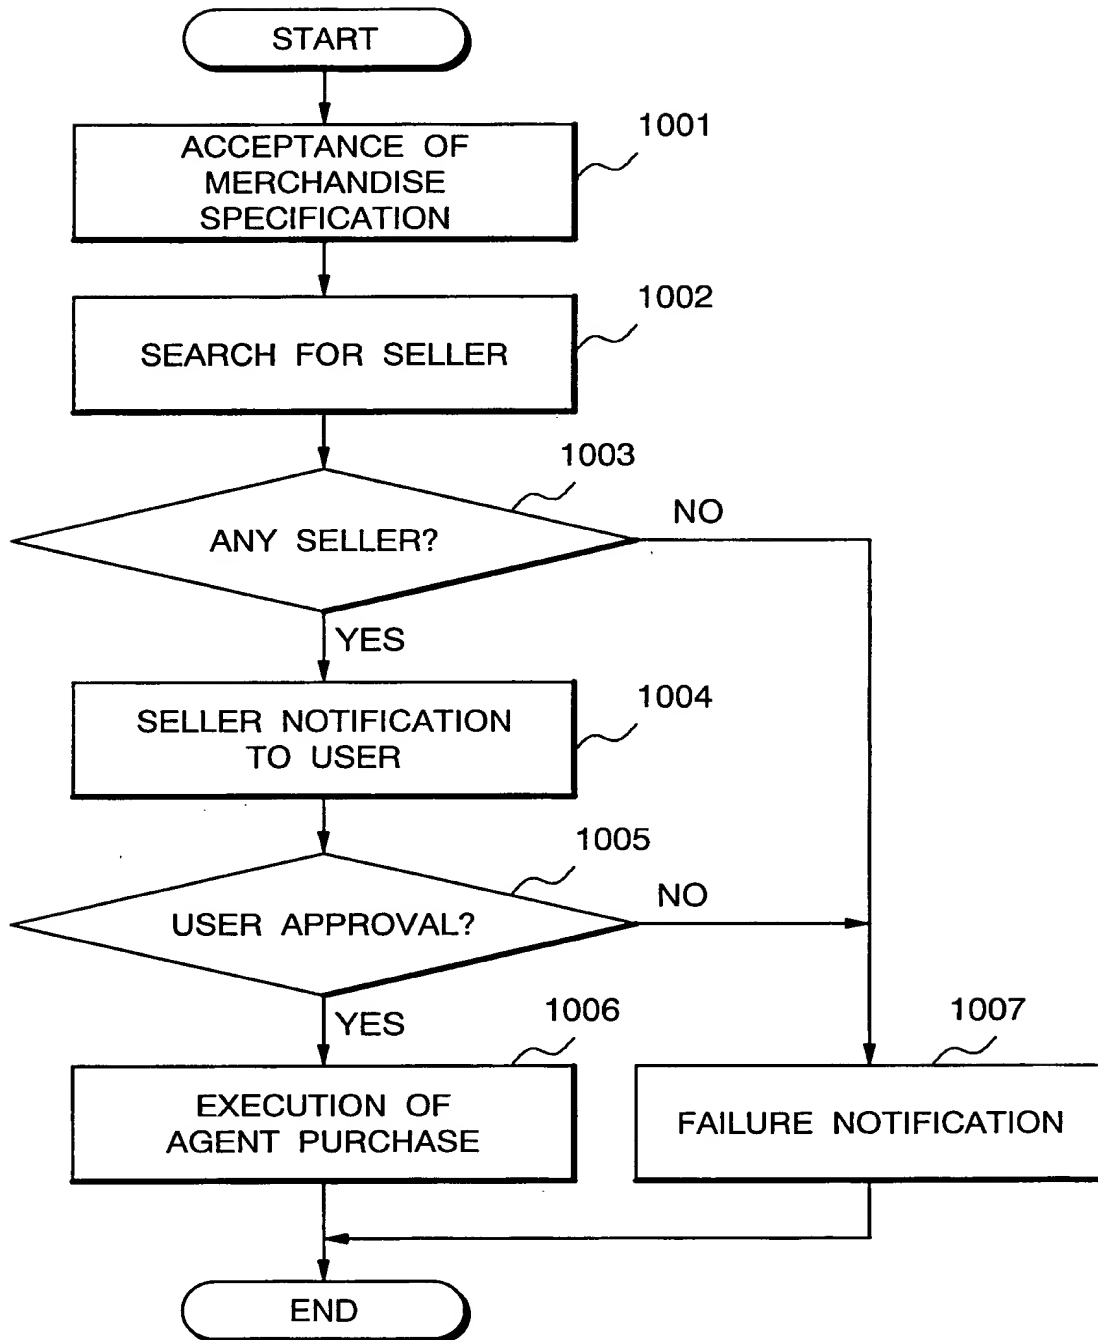 START
1001
ACCEPTANCE OF
MERCHANDISE
SPECIFICATION
1002
SEARCH FOR SELLER
1003
ANY SELLER?
NO
YES
1004
SELLER NOTIFICATION
TO USER
1005
USER APPROVAL?
NO
YES
1006
EXECUTION OF
AGENT PURCHASE
1007
FAILURE NOTIFICATION
END